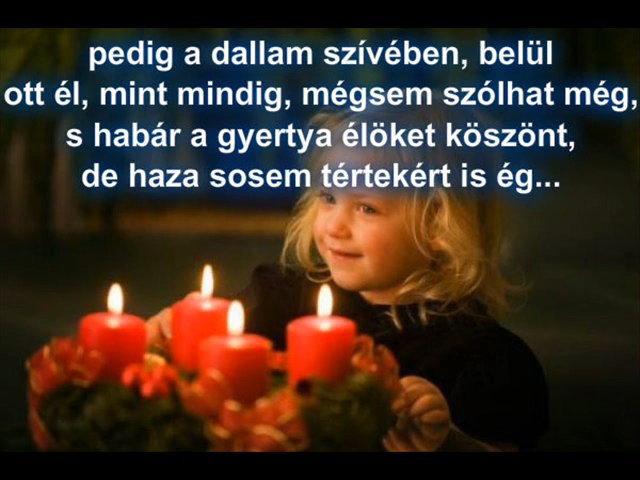 pedig a dallam szívében, belül
ott él, mint mindig, mégsem szólhat még,
s habár a gyertya élöket köszönt,
de haza sosem tértekért is ég...